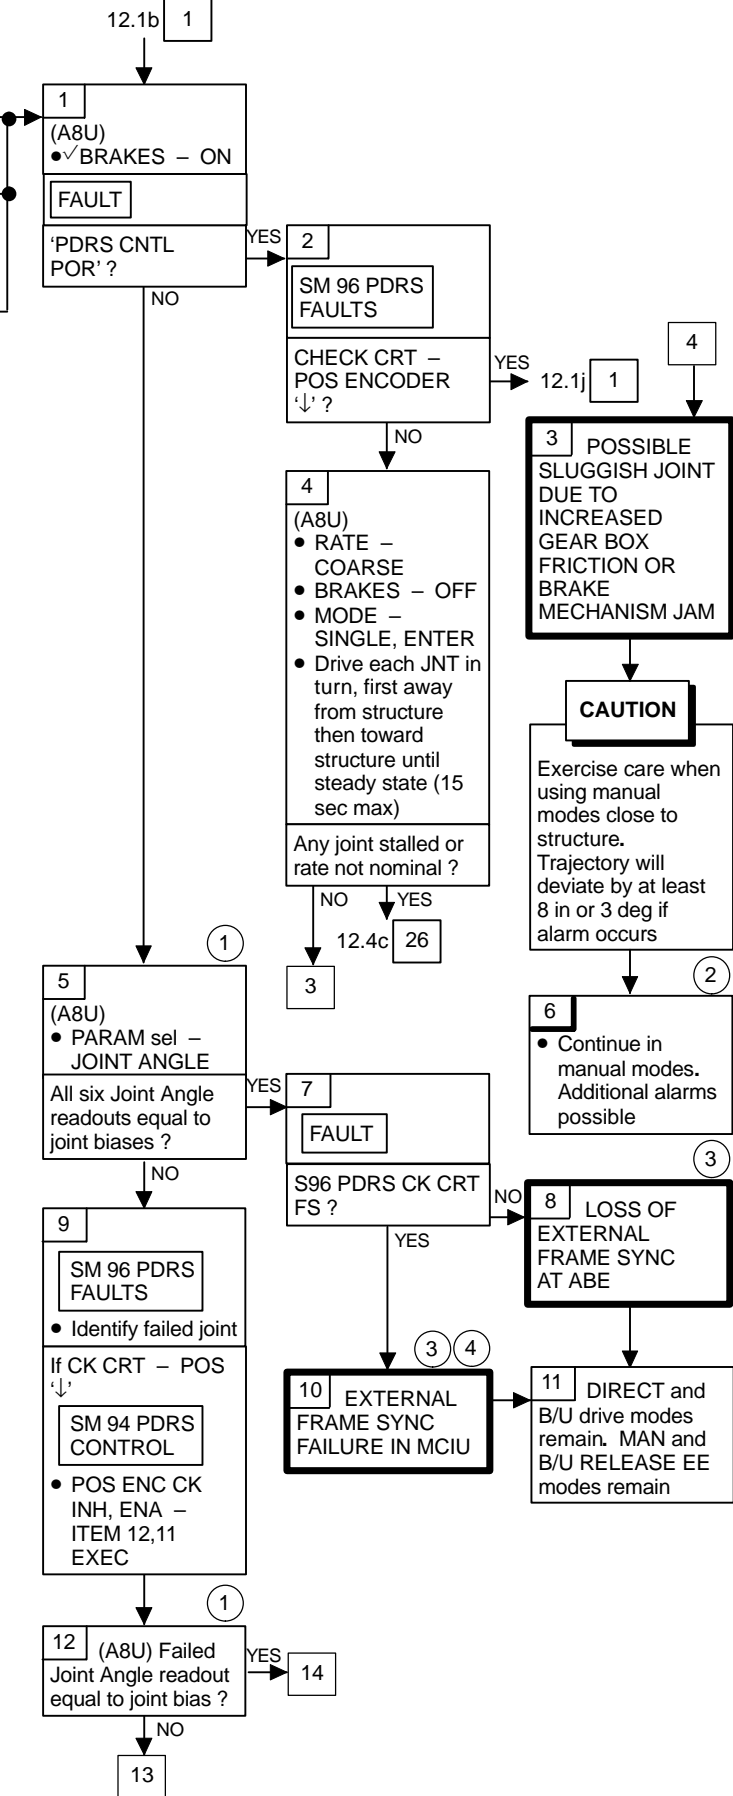 12.1b 1
1
(A8U)
●√BRAKES – ON
FAULT
'PDRS CNTL
POR' ?
YES
NO
2
SM 96 PDRS
FAULTS
CHECK CRT –
POS ENCODER
'↓' ?
YES
12.1j 1
NO
4
(A8U)
● RATE –
COARSE
● BRAKES – OFF
● MODE –
SINGLE, ENTER
● Drive each JNT in
turn, first away
from structure
then toward
structure until
steady state (15
sec max)
Any joint stalled or
rate not nominal ?
NO
YES
12.4c 26
3
4
3 POSSIBLE
SLUGGISH JOINT
DUE TO
INCREASED
GEAR BOX
FRICTION OR
BRAKE
MECHANISM JAM
CAUTION
Exercise care when
using manual
modes close to
structure.
Trajectory will
deviate by at least
8 in or 3 deg if
alarm occurs
2
6
● Continue in
manual modes.
Additional alarms
possible
1
5
(A8U)
● PARAM sel –
JOINT ANGLE
All six Joint Angle
readouts equal to
joint biases ?
YES
NO
7
FAULT
S96 PDRS CK CRT
FS ?
NO
YES
3
8 LOSS OF
EXTERNAL
FRAME SYNC
AT ABE
9
SM 96 PDRS
FAULTS
● Identify failed joint
If CK CRT – POS
'↓'
SM 94 PDRS
CONTROL
● POS ENC CK
INH, ENA –
ITEM 12,11
EXEC
3 4
10 EXTERNAL
FRAME SYNC
FAILURE IN MCIU
11 DIRECT and
B/U drive modes
remain. MAN and
B/U RELEASE EE
modes remain
1
12 (A8U) Failed
Joint Angle readout
equal to joint bias ?
YES
14
NO
13